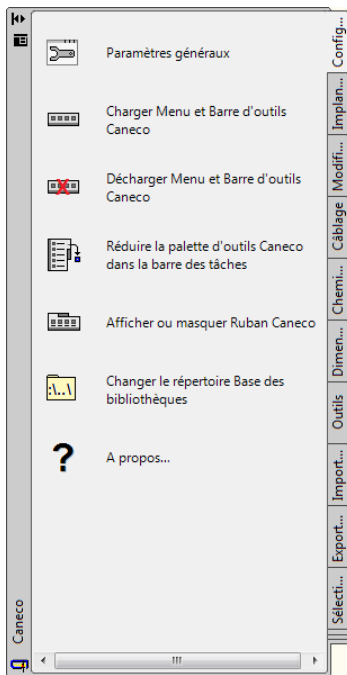 Paramètres généraux
Charger Menu et Barre d'outils
Caneco
Décharger Menu et Barre d'outils
Caneco
Réduire la palette d'outils Caneco
dans la barre des tâches
Afficher ou masquer Ruban Caneco
:\..\
Changer le répertoire Base des
bibliothèques
?
A propos...
Config...
Implan...
Modifi...
Câblage
Chemi...
Dimen...
Outils
Import...
Export...
Sélecti...
Caneco